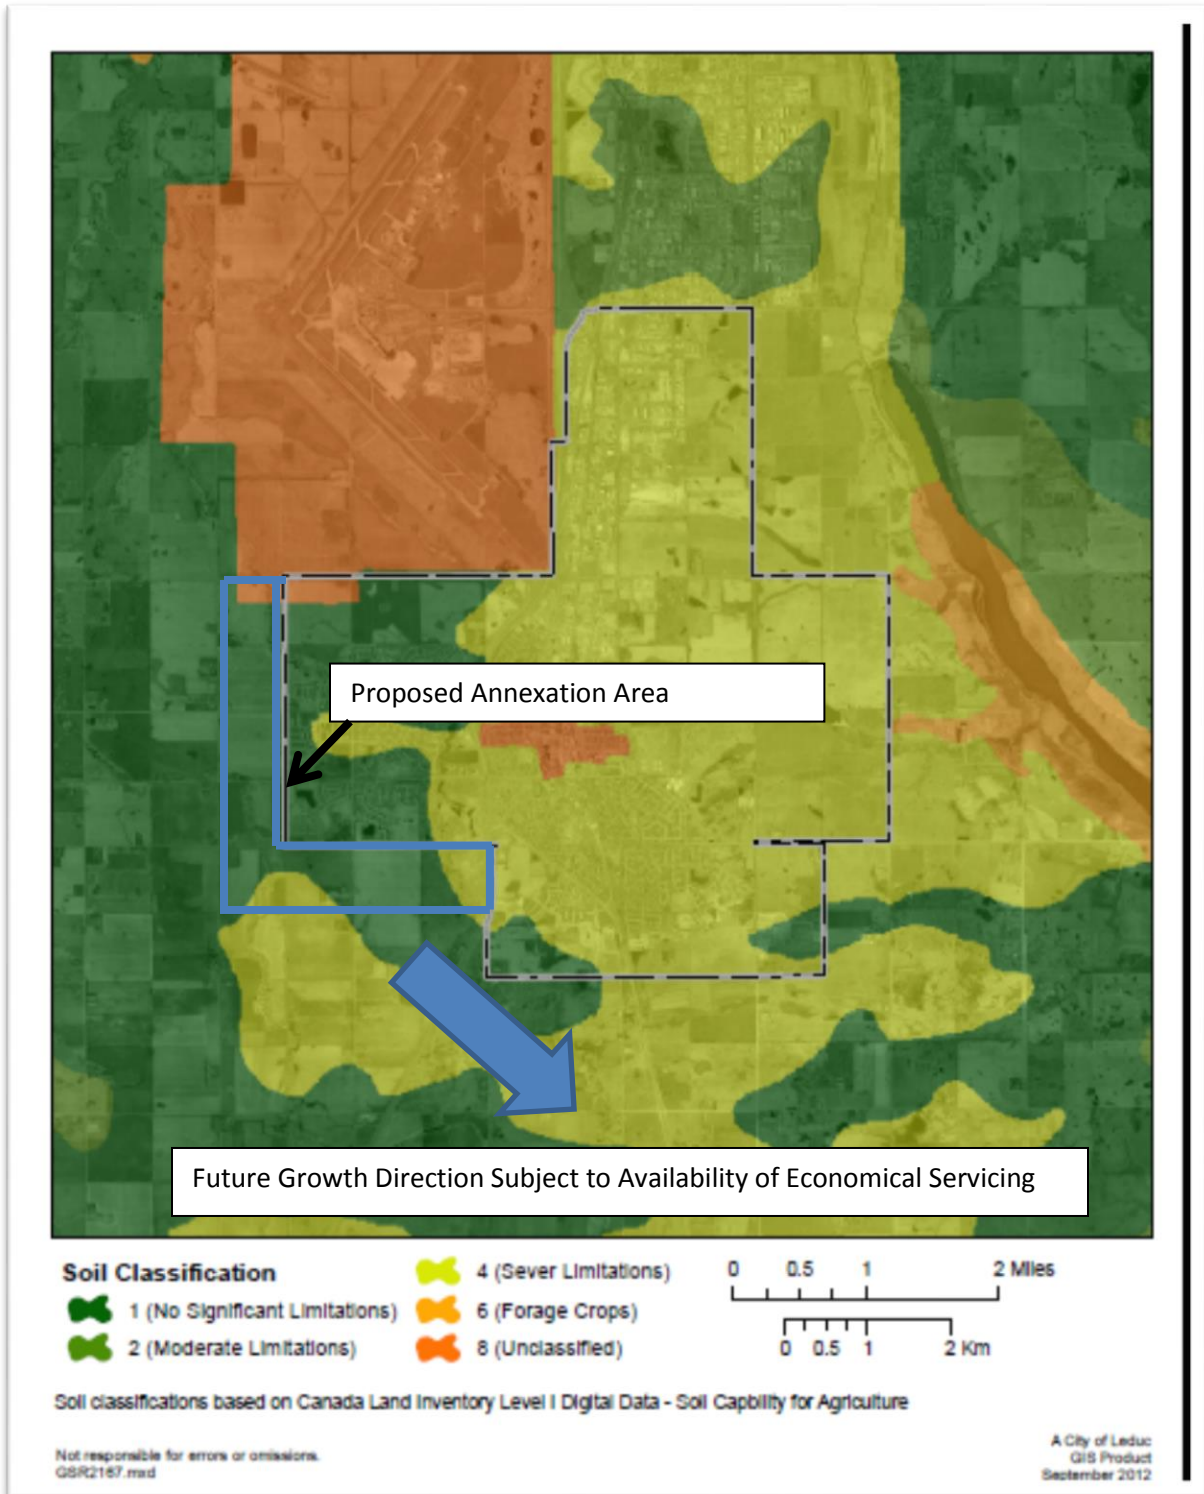 Proposed Annexation Area
Future Growth Direction Subject to Availability of Economical Servicing
Soil Classification
1 (No Significant Limitations)
2 (Moderate Limitations)
4 (Sever Limitations)
6 (Forage Crops)
8 (Unclassified)
0 0.5 1 2 Miles
0 0.5 1 2 Km
Soil classifications based on Canada Land Inventory Level I Digital Data - Soil Capbility for Agriculture
Not responsible for errors or omissions.
GSR2167.mxd
A City of Leduc
GIS Product
September 2012